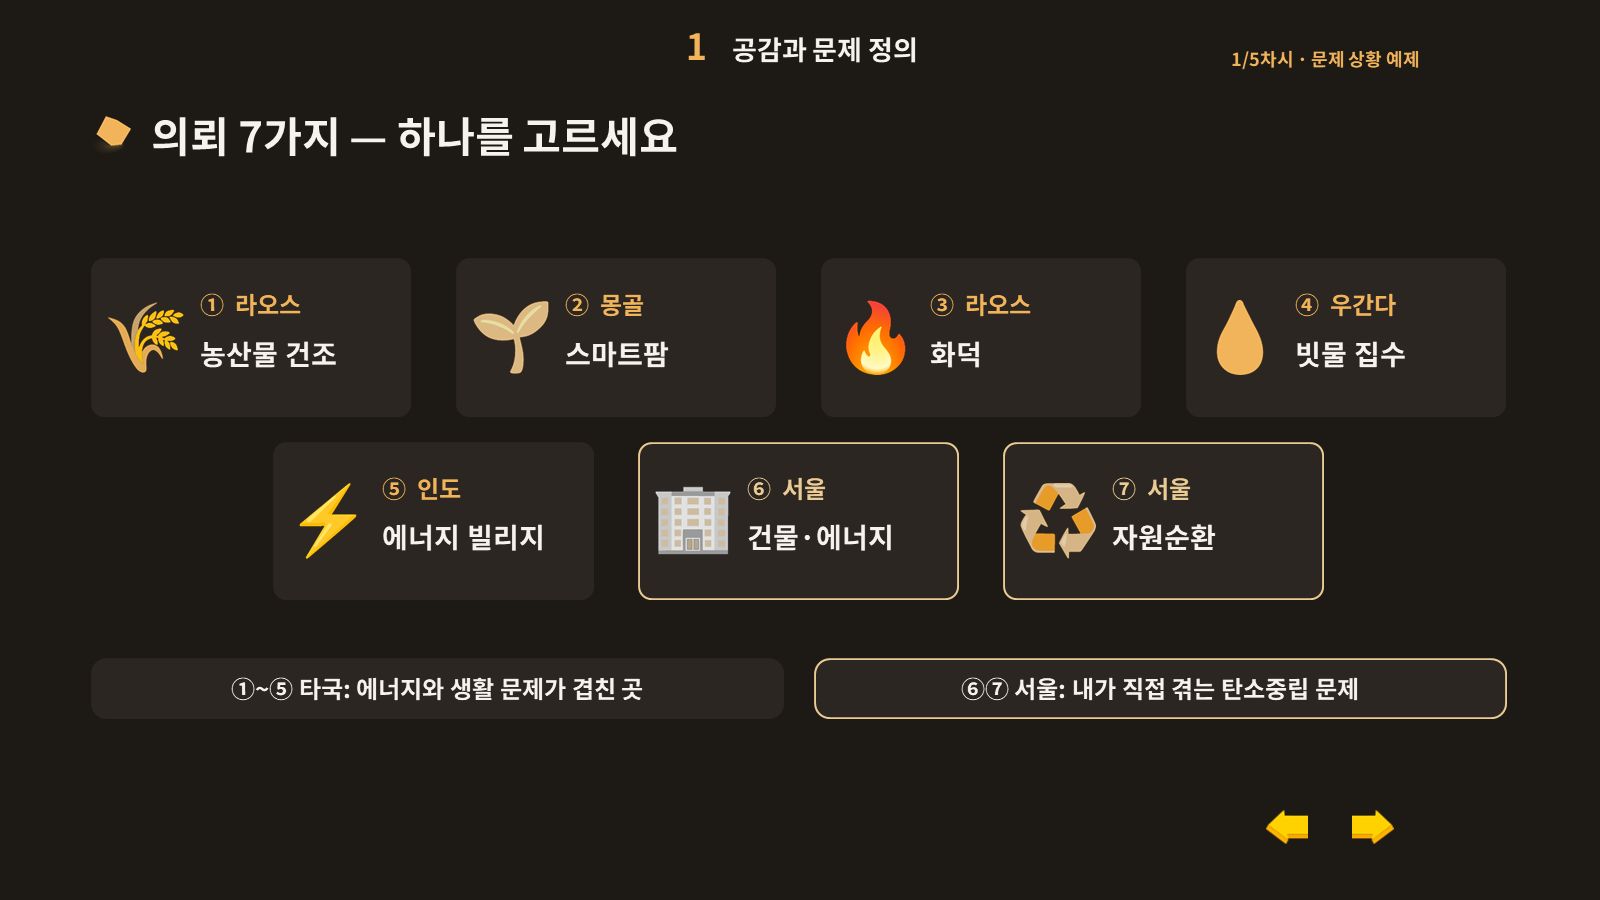 1 공감과 문제 정의
1/5차시 · 문제 상황 예제
의뢰 7가지 — 하나를 고르세요
① 라오스
농산물 건조
② 몽골
스마트팜
③ 라오스
화덕
④ 우간다
빗물 집수
⑤ 인도
에너지 빌리지
⑥ 서울
건물·에너지
⑦ 서울
자원순환
①~⑤ 타국: 에너지와 생활 문제가 겹친 곳
⑥⑦ 서울: 내가 직접 겪는 탄소중립 문제